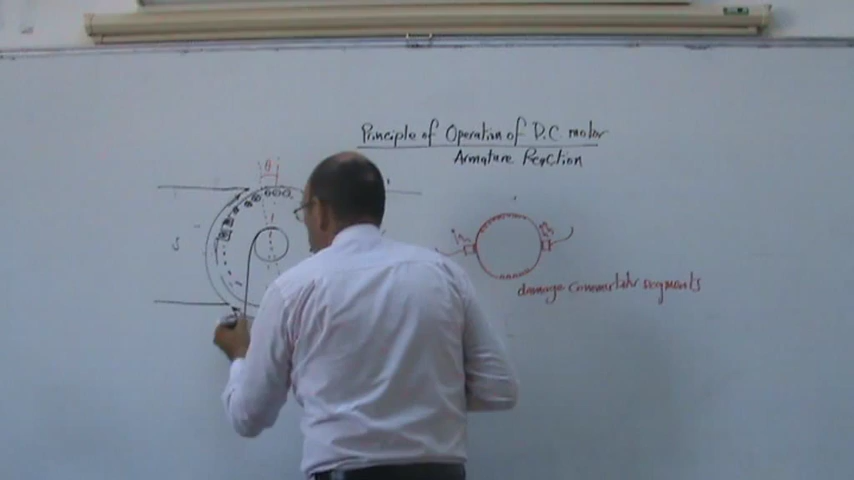 Principle of Operation of D.C motor
Armature Reaction
θ
S
damage commutator segments